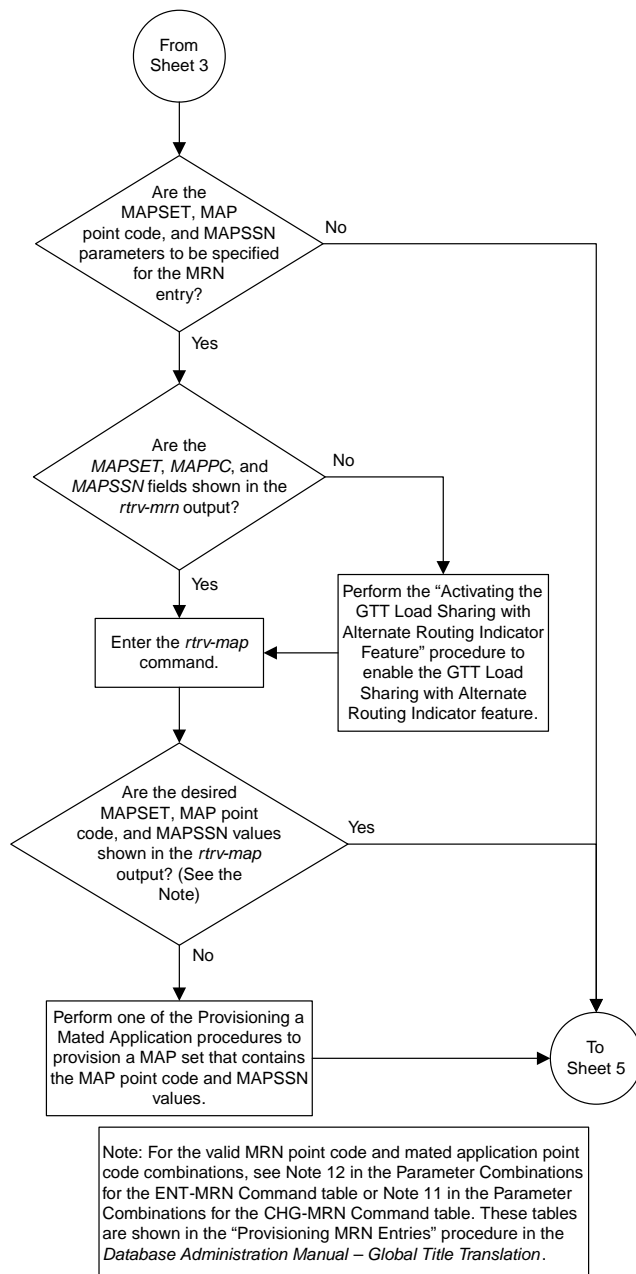 From
Sheet 3
Are the
MAPSET, MAP
point code, and MAPSSN
parameters to be specified
for the MRN
entry?
No
Yes
Are the
MAPSET, MAPPC, and
MAPSSN fields shown in the
rtrv-mrn output?
No
Yes
Enter the rtrv-map
command.
Perform the “Activating the
GTT Load Sharing with
Alternate Routing Indicator
Feature” procedure to
enable the GTT Load
Sharing with Alternate
Routing Indicator feature.
Are the desired
MAPSET, MAP point
code, and MAPSSN values
shown in the rtrv-map
output? (See the
Note)
Yes
No
Perform one of the Provisioning a
Mated Application procedures to
provision a MAP set that contains
the MAP point code and MAPSSN
values.
To
Sheet 5
Note: For the valid MRN point code and mated application point
code combinations, see Note 12 in the Parameter Combinations
for the ENT-MRN Command table or Note 11 in the Parameter
Combinations for the CHG-MRN Command table. These tables
are shown in the “Provisioning MRN Entries” procedure in the
Database Administration Manual – Global Title Translation.